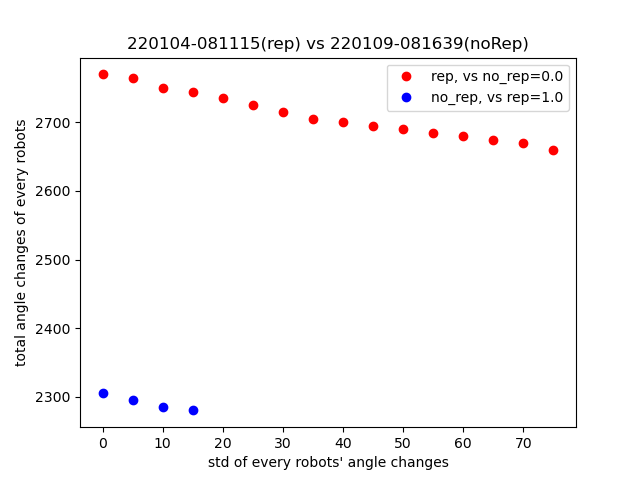 220104-081115(rep) vs 220109-081639(noRep)
rep, vs no_rep=0.0
no_rep, vs rep=1.0
total angle changes of every robots
2700
2600
2500
2400
2300
0 10 20 30 40 50 60 70
std of every robots' angle changes